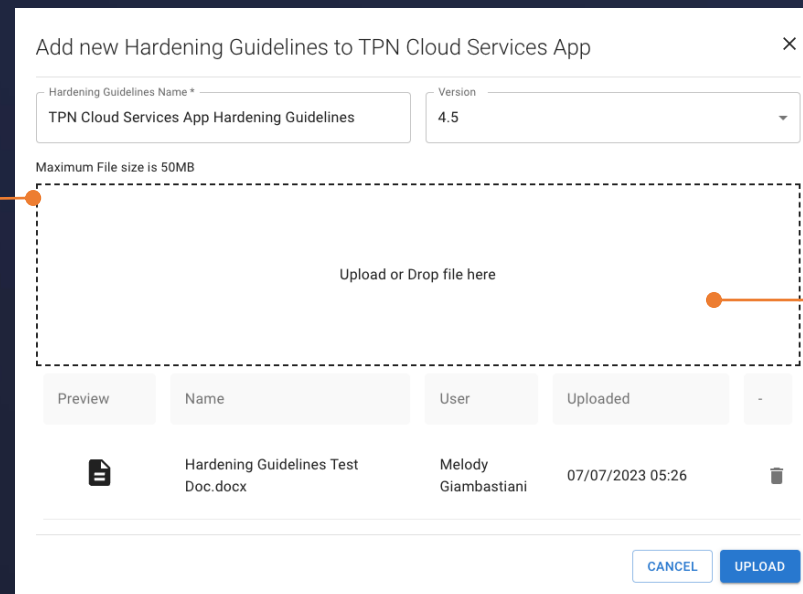 Add new Hardening Guidelines to TPN Cloud Services App
Hardening Guidelines Name *
Version
TPN Cloud Services App Hardening Guidelines
4.5
Maximum File size is 50MB
Upload or Drop file here
Preview Name User Uploaded -
Hardening Guidelines Test
Doc.docx
Melody
Giambastiani
07/07/2023 05:26
CANCEL UPLOAD